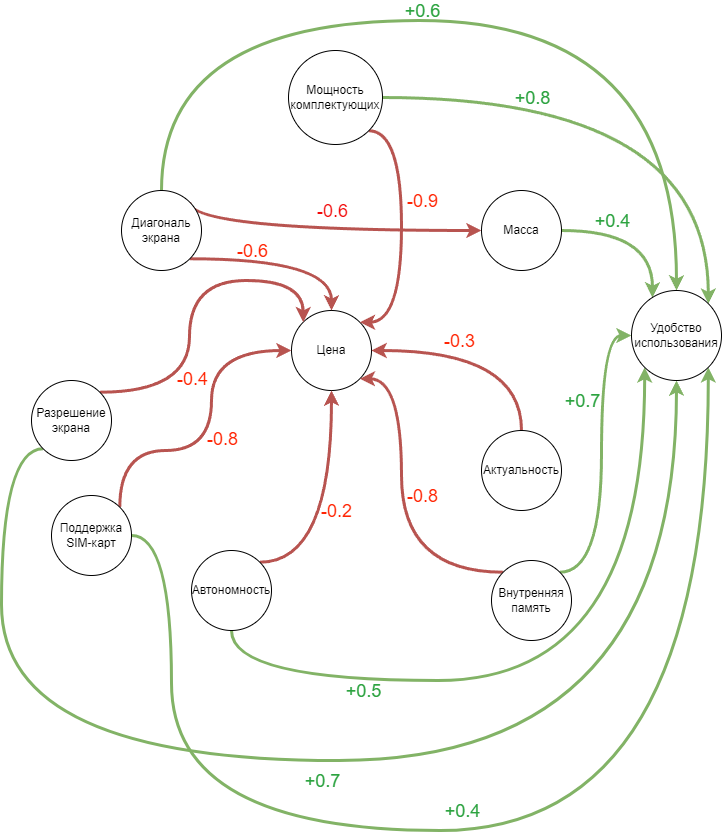 +0.6
Мощность
комплектующих
+0.8
-0.9
Диагональ
экрана
-0.6
Масса
+0.4
-0.6
Удобство
использования
Цена
-0.3
-0.4
Разрешение
экрана
+0.7
-0.8
Актуальность
Поддержка
SIM-карт
-0.2
-0.8
Автономность
Внутренняя
память
+0.5
+0.7
+0.4